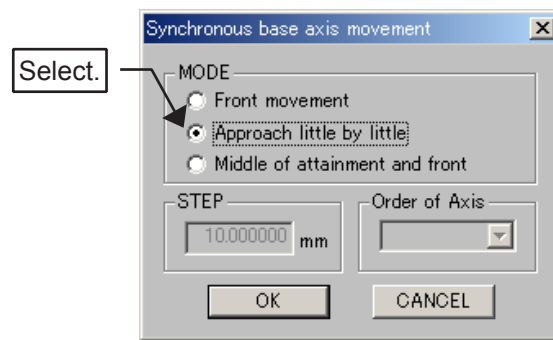 Synchronous base axis movement
Select.
MODE
Front movement
Approach little by little
Middle of attainment and front
STEP
Order of Axis
10.000000 mm
OK
CANCEL